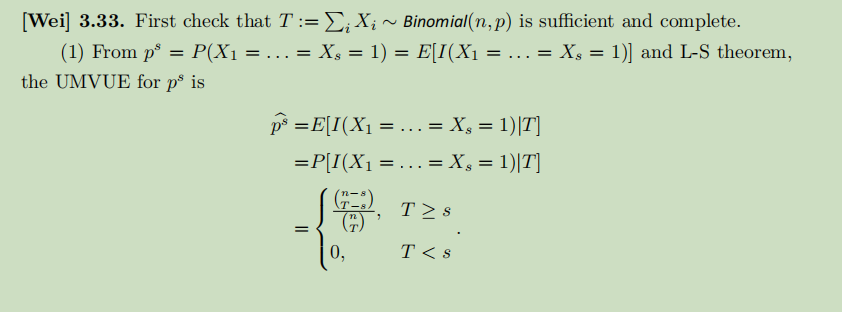 [Wei] 3.33. First check that T := ∑_i X_i ∼ Binomial(n, p) is sufficient and complete.
(1) From p^s = P(X_1 = … = X_s = 1) = E[I(X_1 = … = X_s = 1)] and L-S theorem,
the UMVUE for p^s is
\widehat{p^s} =E[I(X_1 = … = X_s = 1)|T]
=P[I(X_1 = … = X_s = 1)|T]
= { \frac{\binom{n-s}{T-s}}{\binom{n}{T}}, T ≥ s
0, T < s .